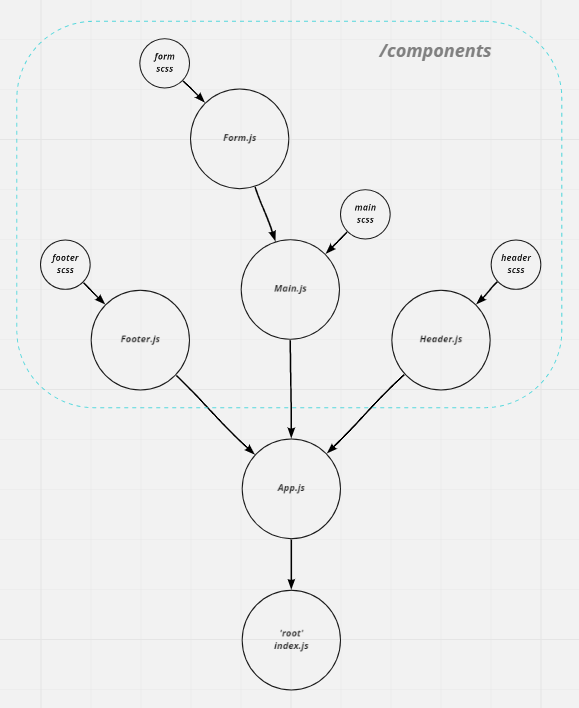 /components
form
scss
Form.js
main
scss
footer
scss
header
scss
Main.js
Footer.js
Header.js
App.js
'root'
index.js